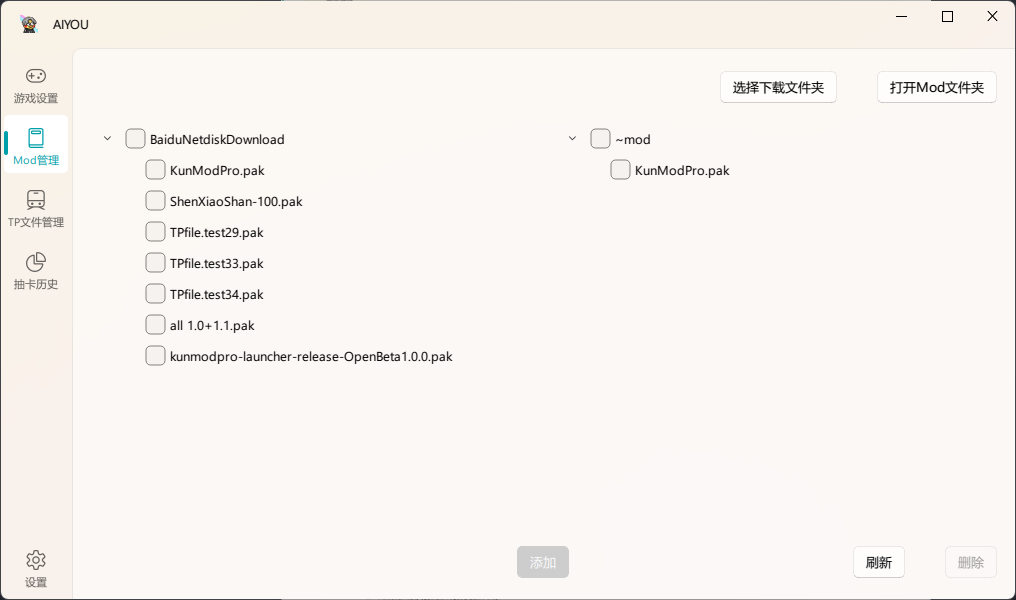 AIYOU
游戏设置
Mod管理
TP文件管理
抽卡历史
设置
选择下载文件夹
打开Mod文件夹
BaiduNetdiskDownload
KunModPro.pak
ShenXiaoShan-100.pak
TPfile.test29.pak
TPfile.test33.pak
TPfile.test34.pak
all 1.0+1.1.pak
kunmodpro-launcher-release-OpenBeta1.0.0.pak
~mod
KunModPro.pak
添加
刷新
删除